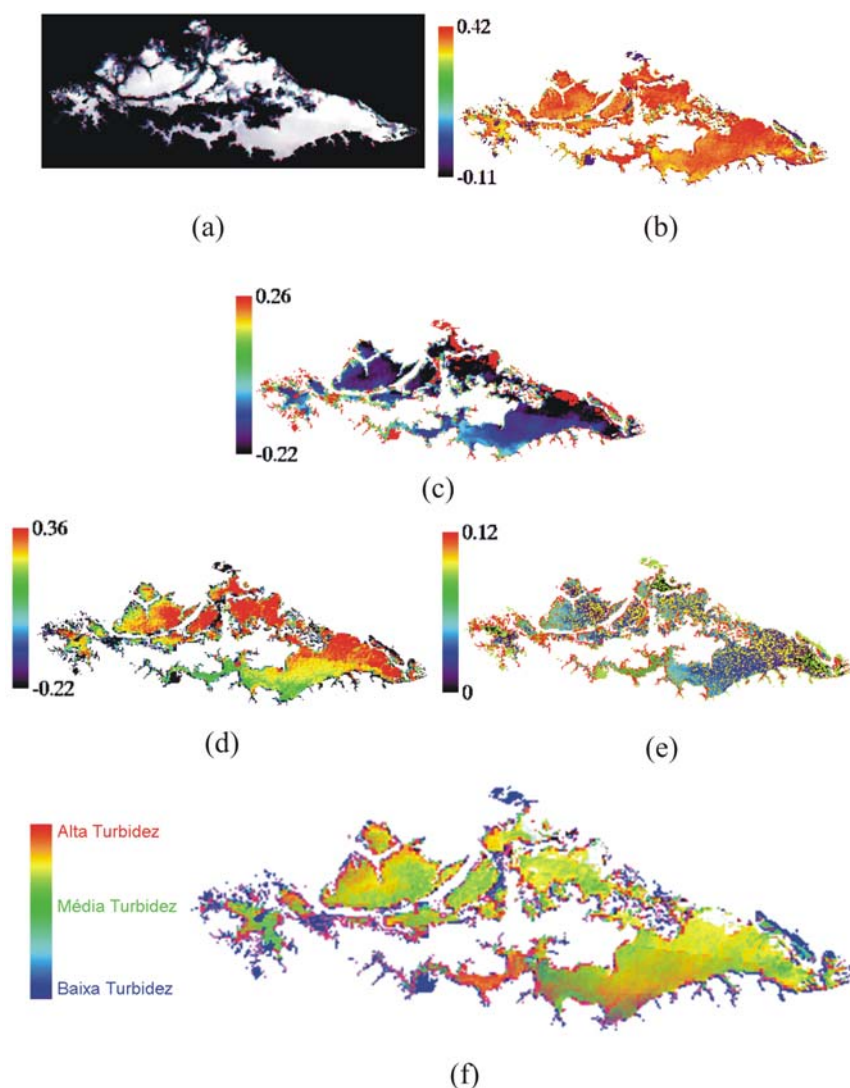 0.42
-0.11
(a)
(b)
0.26
-0.22
(c)
0.36
-0.22
(d)
0.12
0
(e)
Alta Turbidez
Média Turbidez
Baixa Turbidez
(f)